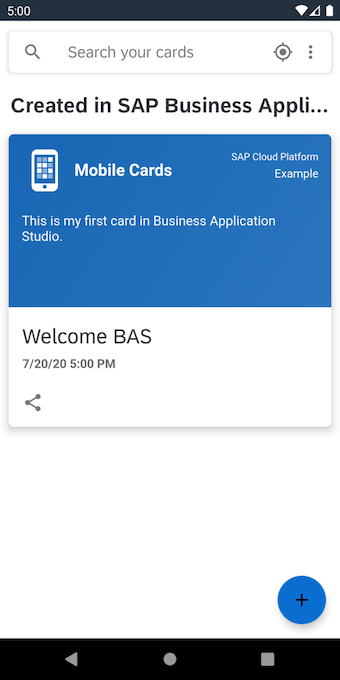 5:00
Search your cards
Created in SAP Business Appli...
Mobile Cards
SAP Cloud Platform
Example
This is my first card in Business Application
Studio.
Welcome BAS
7/20/20 5:00 PM